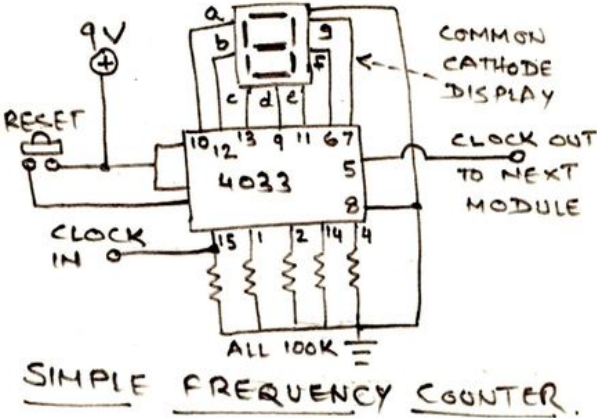 9V
a
b
g
f
c d e
COMMON
CATHODE
DISPLAY
RESET
10 12 13 9 11 6 7
4033
5
8
CLOCK OUT
TO NEXT
MODULE
CLOCK
IN
15 1 2 14 4
ALL 100K
SIMPLE FREQUENCY COUNTER.